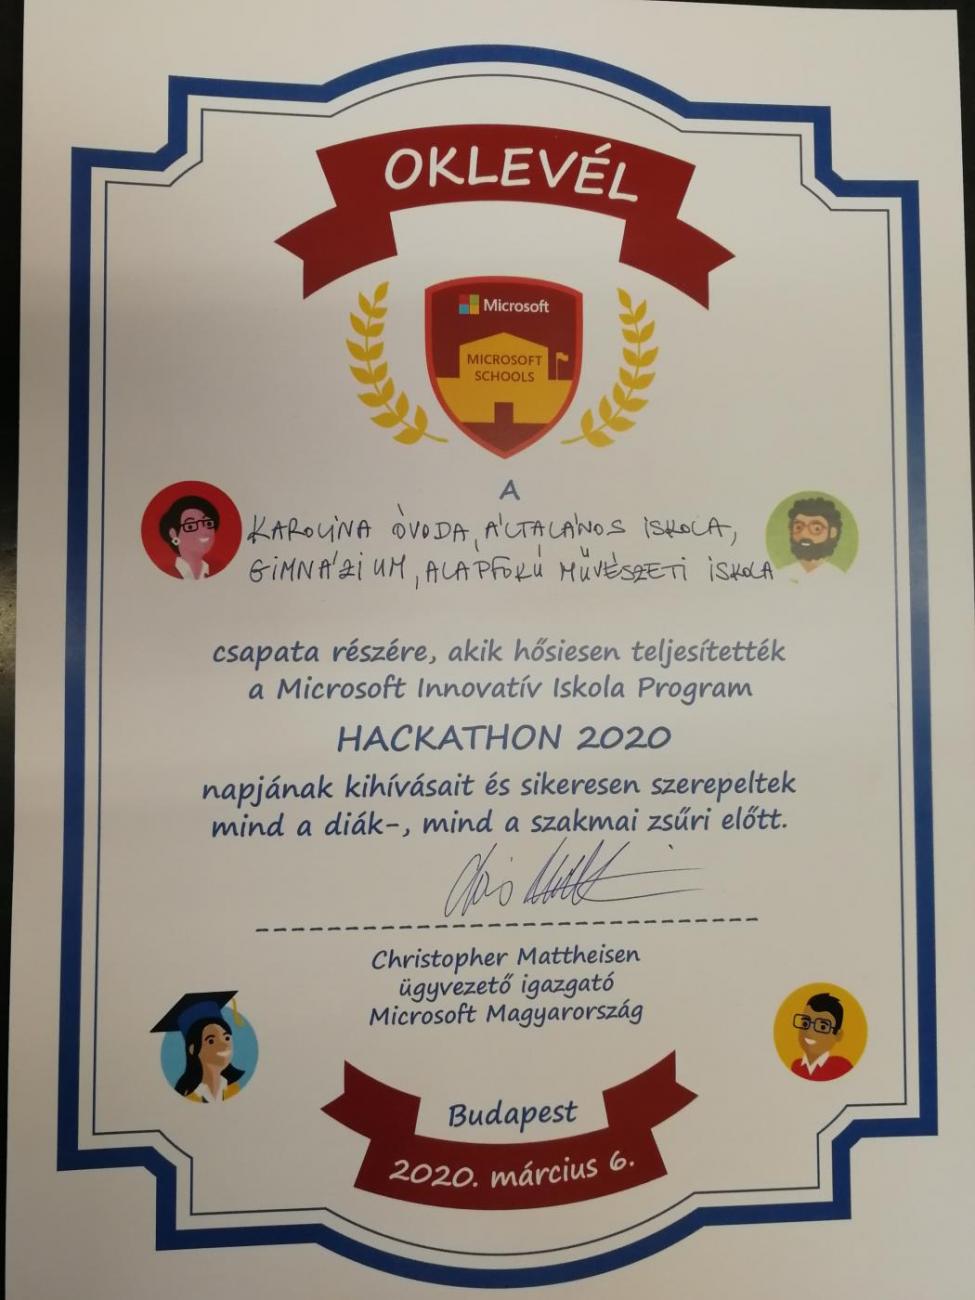 OKLEVÉL
Microsoft
MICROSOFT
SCHOOLS
A
KAROLINA ÓVODA, ÁLTALÁNOS ISKOLA,
GIMNÁZIUM, ALAPFOKÚ MŰVÉSZETI ISKOLA
csapata részére, akik hősiesen teljesítették
a Microsoft Innovatív Iskola Program
HACKATHON 2020
napjának kihívásait és sikeresen szerepeltek
mind a diák-, mind a szakmai zsűri előtt.
Christopher Mattheisen
ügyvezető igazgató
Microsoft Magyarország
Budapest
2020. március 6.